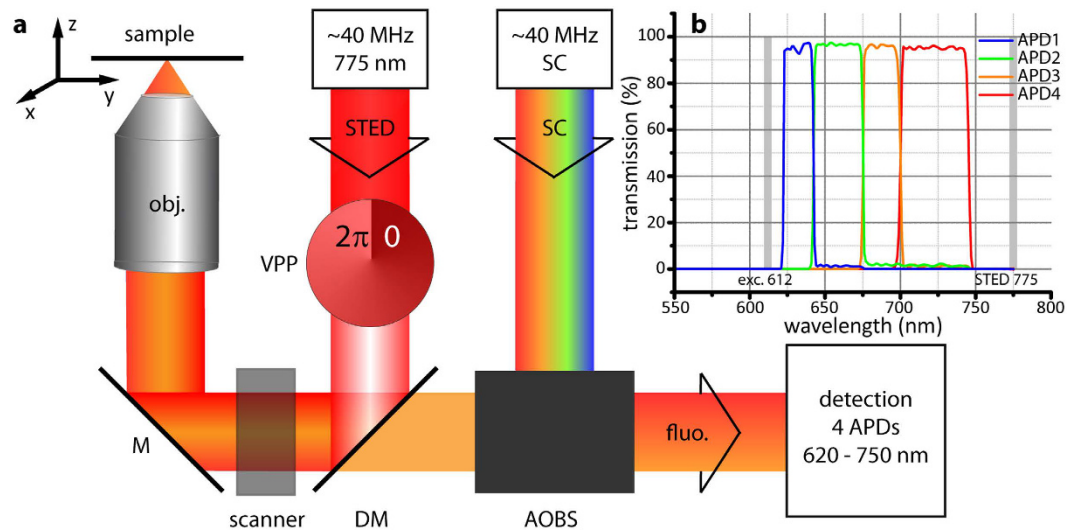 a
z
y
x
sample
obj.
M
scanner
~40 MHz
775 nm
STED
VPP
2π 0
DM
~40 MHz
SC
SC
AOBS
fluo.
detection
4 APDs
620 - 750 nm
b
transmission (%)
100
80
60
40
20
0
APD1
APD2
APD3
APD4
exc. 612
STED 775
550 600 650 700 750 800
wavelength (nm)